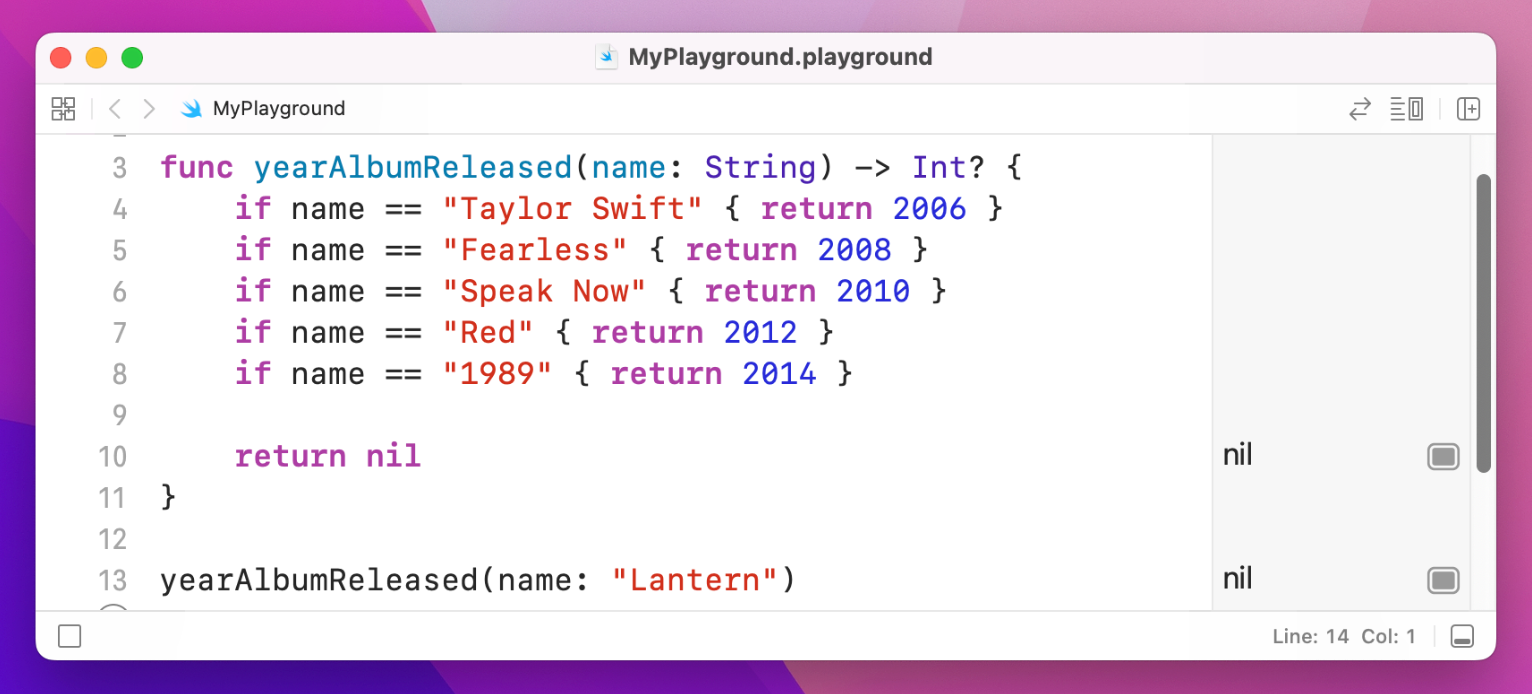 MyPlayground.playground
MyPlayground
3 func yearAlbumReleased(name: String) -> Int? {
4 if name == "Taylor Swift" { return 2006 }
5 if name == "Fearless" { return 2008 }
6 if name == "Speak Now" { return 2010 }
7 if name == "Red" { return 2012 }
8 if name == "1989" { return 2014 }
9
10 return nil nil
11 }
12
13 yearAlbumReleased(name: "Lantern") nil
Line: 14 Col: 1